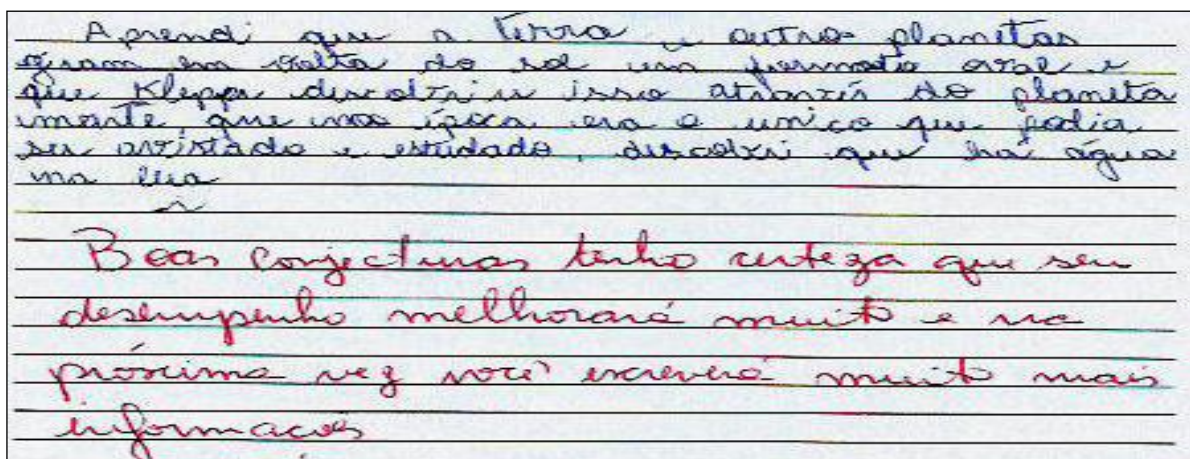 Aprendi que a terra e outros planetas
giram em volta do sol um formato oval e
que Kleppe descobriu isso através do planeta
marte, que na época era o unico que podia
ser avistado e estudado, descobri que há água
na lua
Boas conjecturas tenho certeza que seu
desempenho melhorará muito e na
próxima vez você escreverá muito mais
informações